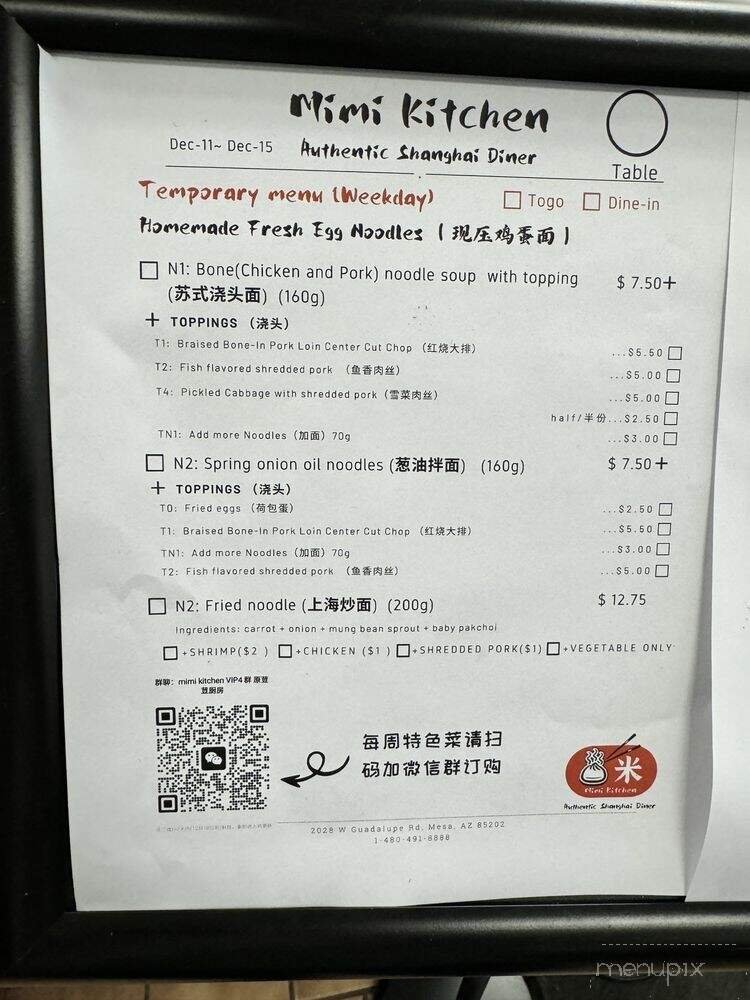 Mimi Kitchen
Dec-11~ Dec-15 Authentic Shanghai Diner
Table
Temporary menu (Weekday) Togo Dine-in
Homemade Fresh Egg Noodles (现压鸡蛋面)
N1: Bone(Chicken and Pork) noodle soup with topping $ 7.50+
(苏式浇头面) (160g)
+ TOPPINGS (浇头)
T1: Braised Bone-In Pork Loin Center Cut Chop (红烧大排) ...$5.50
T2: Fish flavored shredded pork (鱼香肉丝) ...$5.00
T4: Pickled Cabbage with shredded pork (雪菜肉丝) ...$5.00
half/半份...$2.50
TN1: Add more Noodles (加面) 70g ...$3.00
N2: Spring onion oil noodles (葱油拌面) (160g) $ 7.50+
+ TOPPINGS (浇头)
T0: Fried eggs (荷包蛋) ...$2.50
T1: Braised Bone-In Pork Loin Center Cut Chop (红烧大排) ...$5.50
TN1: Add more Noodles (加面) 70g ...$3.00
T2: Fish flavored shredded pork (鱼香肉丝) ...$5.00
N2: Fried noodle (上海炒面) (200g) $ 12.75
Ingredients: carrot + onion + mung bean sprout + baby pakchoi
+SHRIMP($2 ) +CHICKEN ($1 ) +SHREDDED PORK($1) +VEGETABLE ONLY
群聊: mimi kitchen VIP4群 原荳
荳厨房
每周特色菜请扫
码加微信群订购
米
Mimi Kitchen
Authentic Shanghai Diner
2028 W Guadalupe Rd, Mesa, AZ 85202
1-480-491-8888
menupix